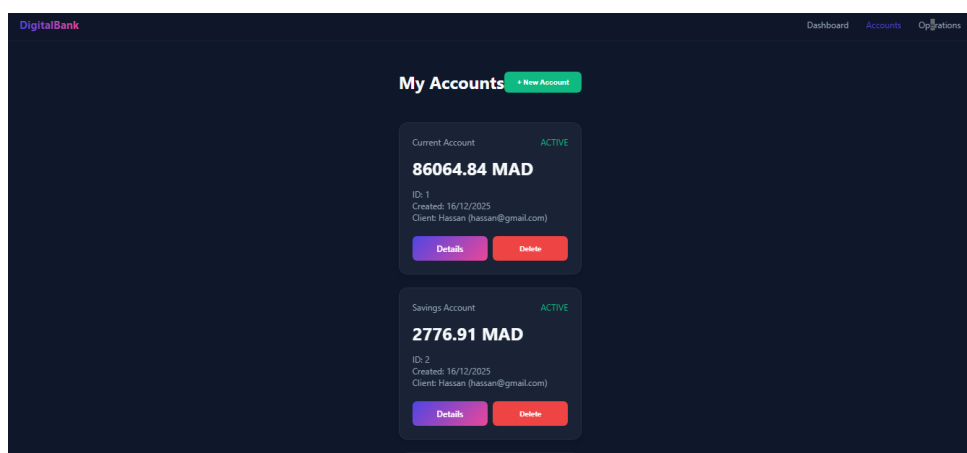 DigitalBank
Dashboard Accounts Operations
My Accounts + New Account
Current Account ACTIVE
86064.84 MAD
ID: 1
Created: 16/12/2025
Client: Hassan (hassan@gmail.com)
Details Delete
Savings Account ACTIVE
2776.91 MAD
ID: 2
Created: 16/12/2025
Client: Hassan (hassan@gmail.com)
Details Delete